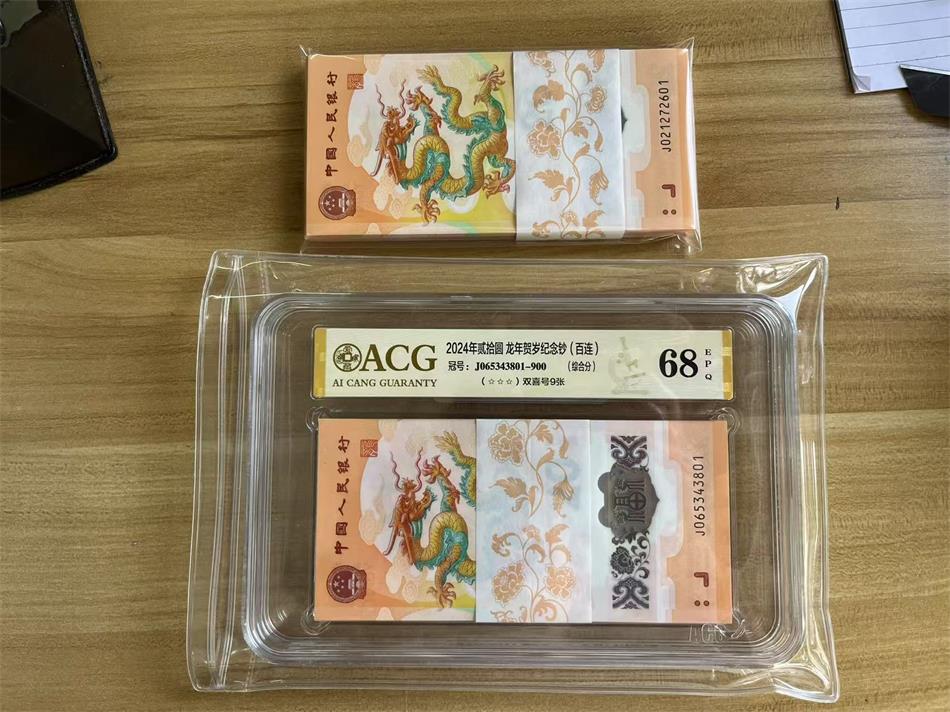 中国人民银行
J021272601
ACG
AI CANG GUARANTY
2024年贰拾圆 龙年贺岁纪念钞(百连)
冠号: J065343801-900 (综合分)
(☆☆☆) 双喜号9张
68
EPQ
中国人民银行
J065343801
ACG